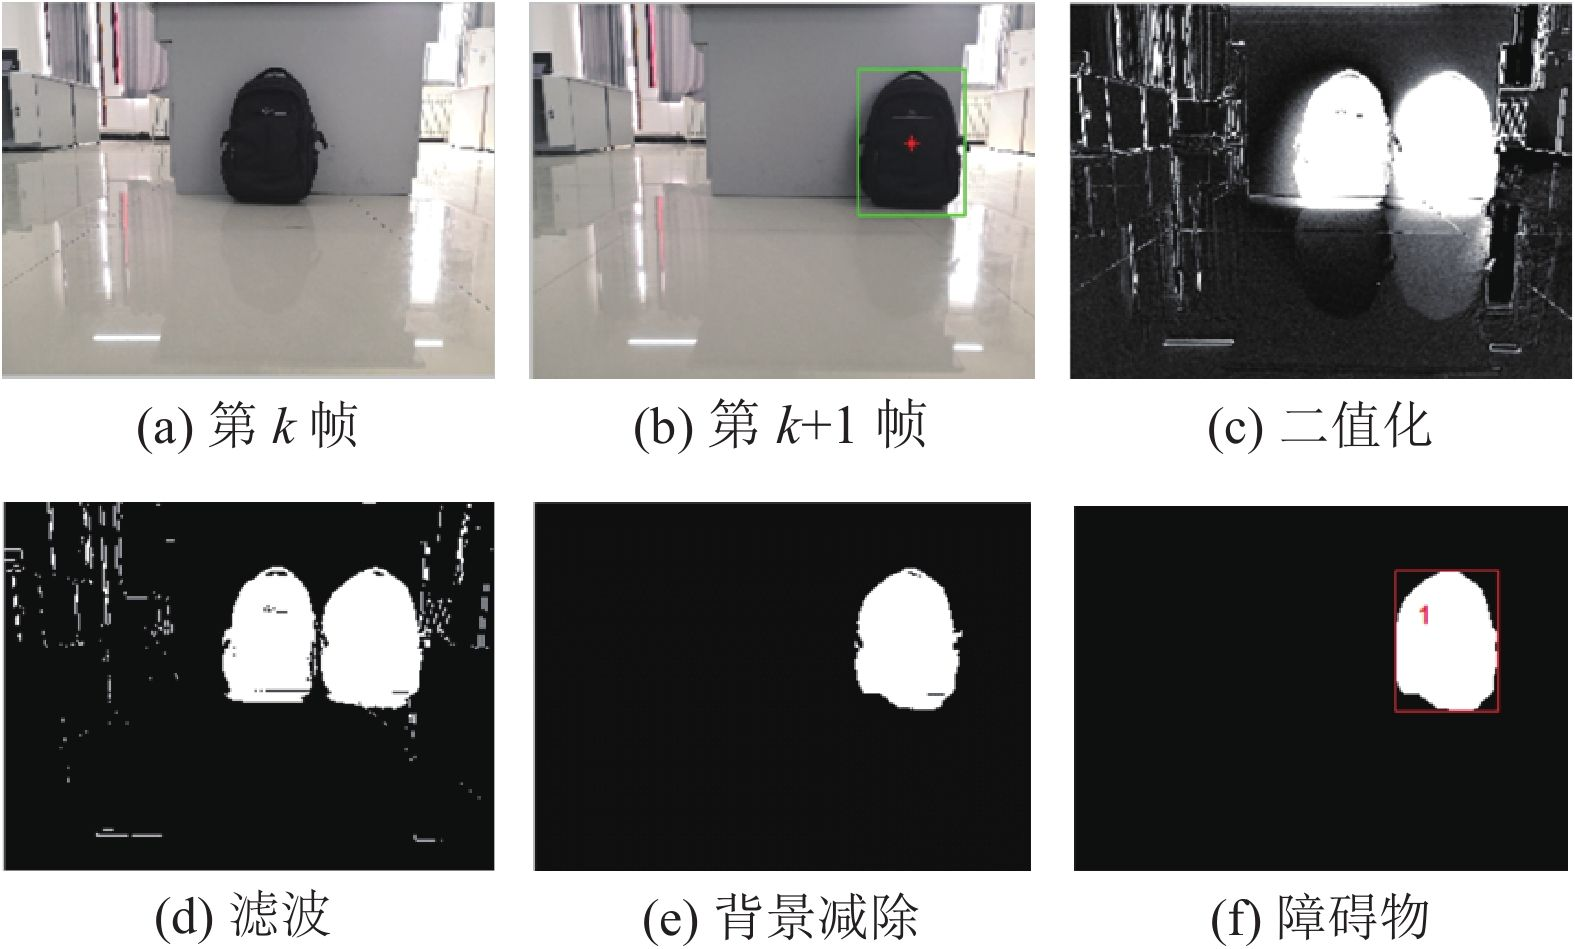 (a) 第 k 帧
(b) 第 k+1 帧
(c) 二值化
1
(d) 滤波
(e) 背景减除
(f) 障碍物